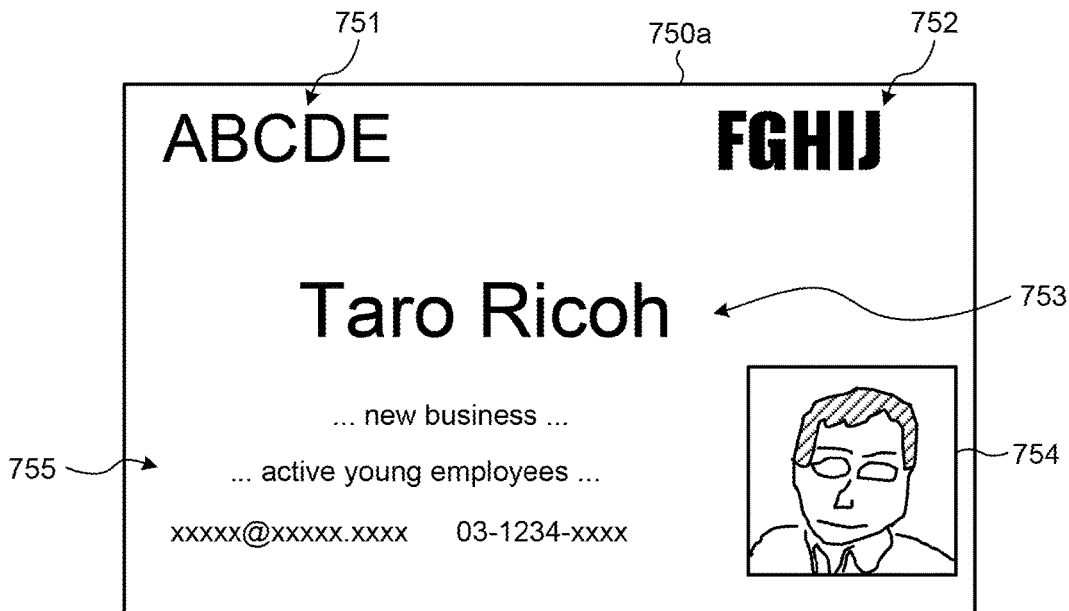 751 750a 752
ABCDE FGHIJ
Taro Ricoh 753
... new business ...
755 ... active young employees ... 754
xxxxx@xxxxx.xxxx 03-1234-xxxx